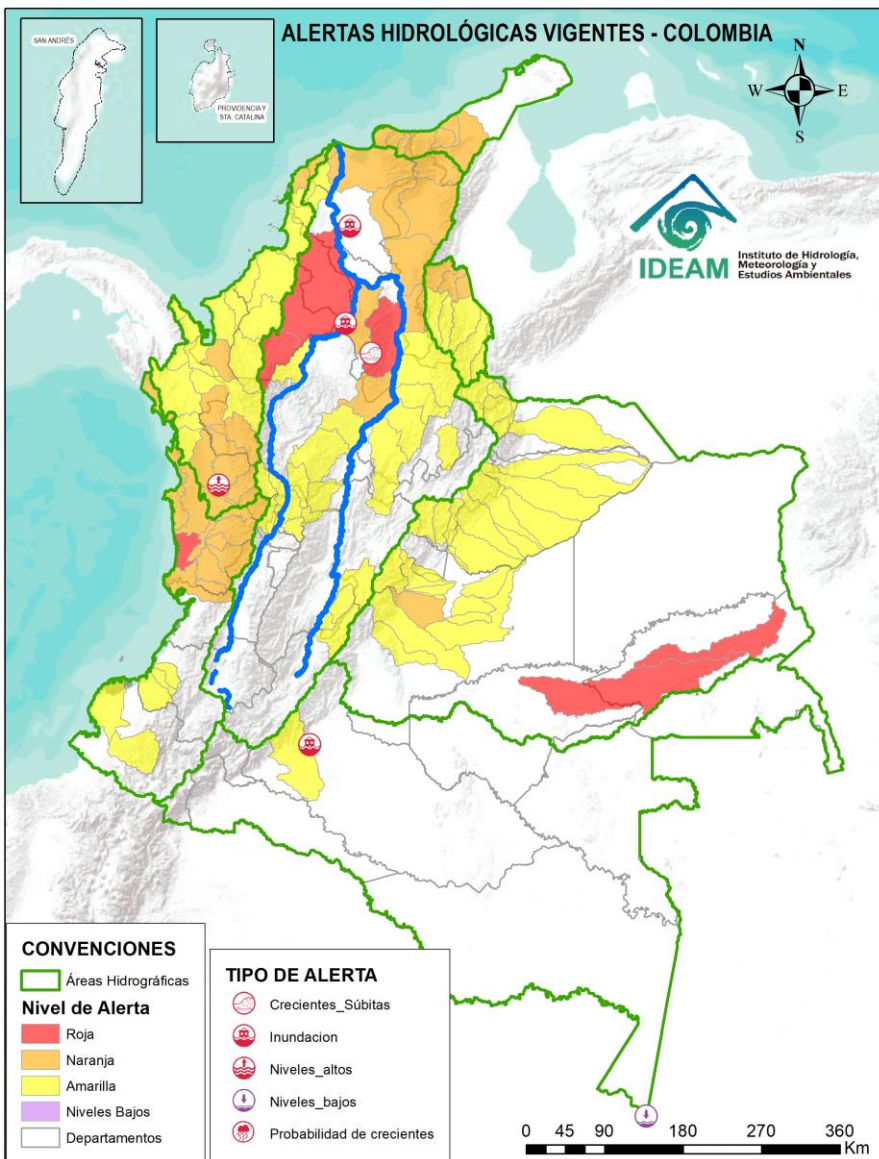 ALERTAS HIDROLÓGICAS VIGENTES - COLOMBIA
SAN ANDRÉS
PROVIDENCIA Y
STA. CATALINA
N
W
E
S
IDEAM
Instituto de Hidrología,
Meteorología y
Estudios Ambientales
CONVENCIONES
Áreas Hidrográficas
Nivel de Alerta
Roja
Naranja
Amarilla
Niveles Bajos
Departamentos
TIPO DE ALERTA
Crecientes_Súbitas
Inundacion
Niveles_altos
Niveles_bajos
Probabilidad de crecientes
0 45 90 180 270 360
Km